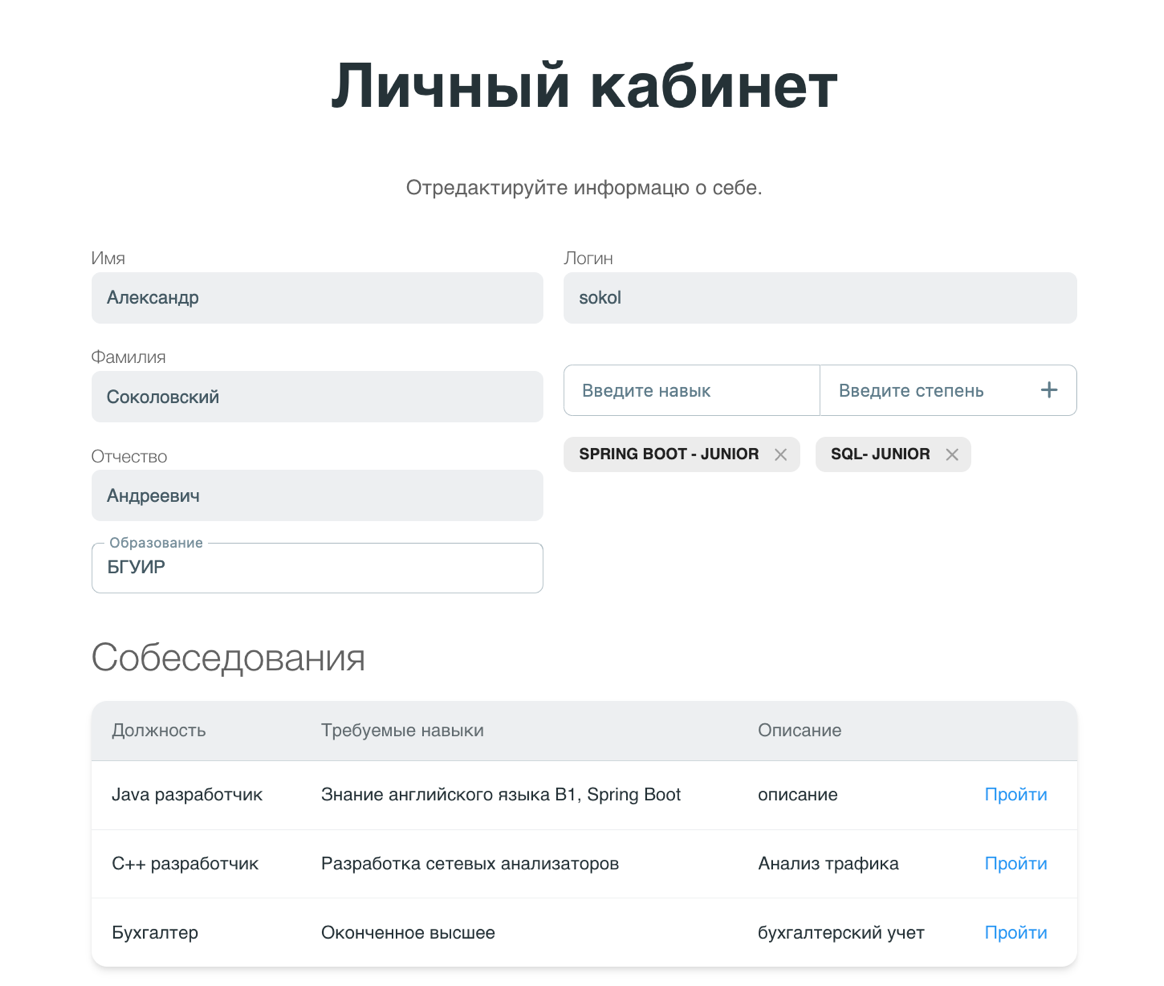 Личный кабинет
Отредактируйте информацю о себе.
Имя
Александр
Логин
sokol
Фамилия
Соколовский
Введите навык Введите степень +
SPRING BOOT - JUNIOR × SQL- JUNIOR ×
Отчество
Андреевич
Образование
БГУИР
Собеседования
Должность Требуемые навыки Описание
Java разработчик Знание английского языка B1, Spring Boot описание Пройти
C++ разработчик Разработка сетевых анализаторов Анализ трафика Пройти
Бухгалтер Оконченное высшее бухгалтерский учет Пройти